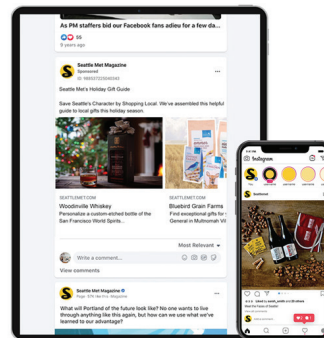 As PM staffers bid our Facebook fans adieu for a few da...
55
8 years ago
Seattle Met Magazine
Sponsored
Seattle Met's Holiday Gift Guide
Save Seattle's Character by Shopping Local. We've assembled this helpful
guide to local gifts this holiday season.
SEATTLEMET.COM
Woodinville Whiskey
Personalize a custom-etched bottle of the
San Francisco World Spirits...
SEATTLEMET.COM
Bluebird Grain Farms
Find exceptional gifts for
General in Multnomah Vil
Most Relevant
Write a comment...
View comments
Seattle Met Magazine
What will Portland of the future look like? No one wants to live
through anything like this again, but how can we use what we've
learned to our advantage?
Instagram